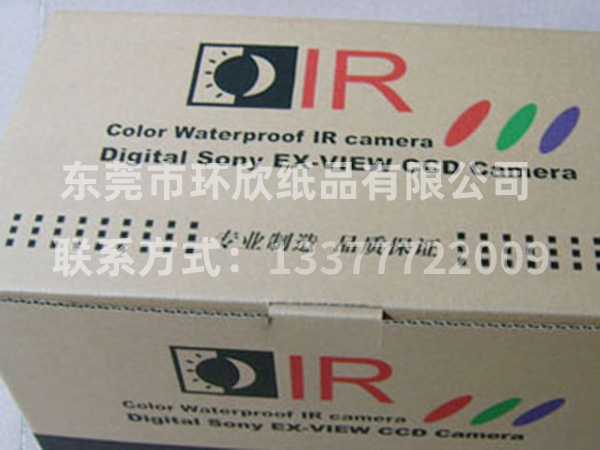 IR
Color Waterproof IR camera
Digital Sony EX-VIEW CCD Camera
东莞市环欣纸品有限公司
专业制造 品质保证
联系方式：13377722009
IR
Color Waterproof IR camera
Digital Sony EX-VIEW CCD Camera